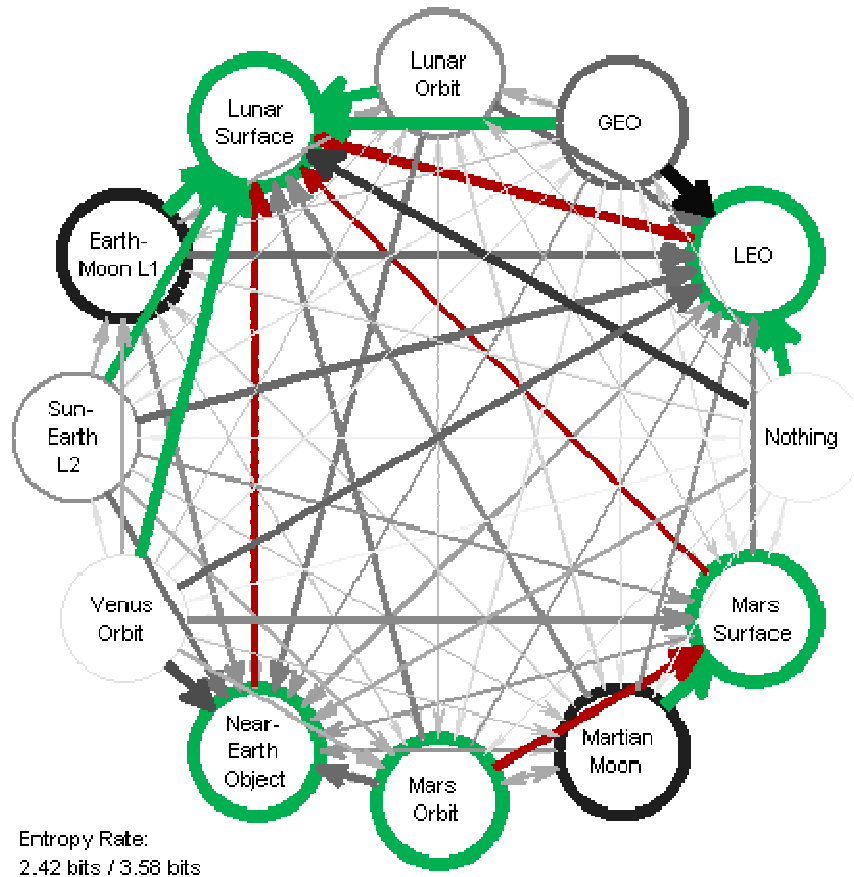 Lunar
Orbit
Lunar
Surface
GEO
Earth-
Moon L1
LEO
Sun-
Earth
L2
Nothing
Venus
Orbit
Mars
Surface
Near-
Earth
Object
Mars
Orbit
Martian
Moon
Entropy Rate:
2.42 bits / 3.58 bits